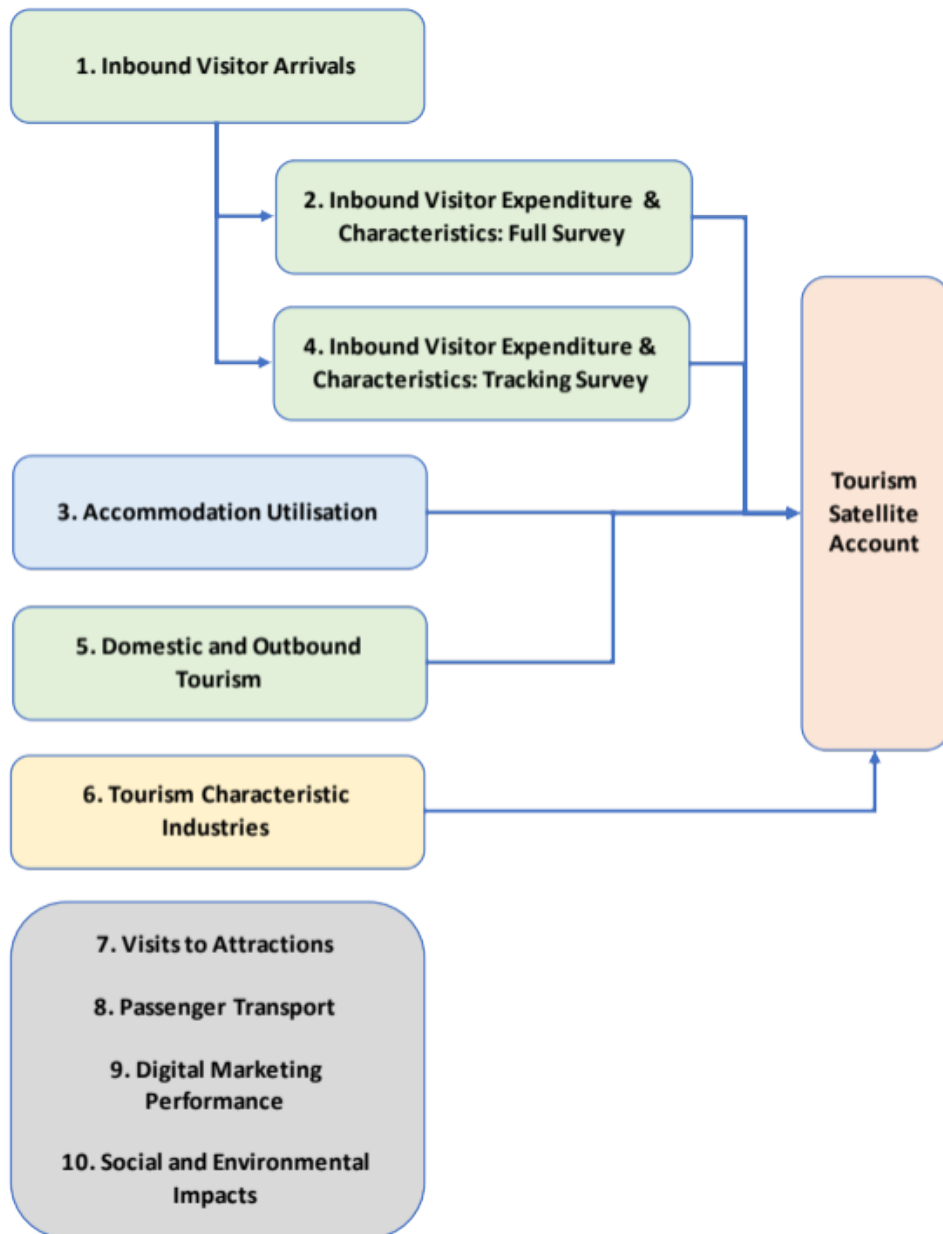 1. Inbound Visitor Arrivals
2. Inbound Visitor Expenditure &
Characteristics: Full Survey
4. Inbound Visitor Expenditure &
Characteristics: Tracking Survey
3. Accommodation Utilisation
Tourism
Satellite
Account
5. Domestic and Outbound
Tourism
6. Tourism Characteristic
Industries
7. Visits to Attractions
8. Passenger Transport
9. Digital Marketing
Performance
10. Social and Environmental
Impacts